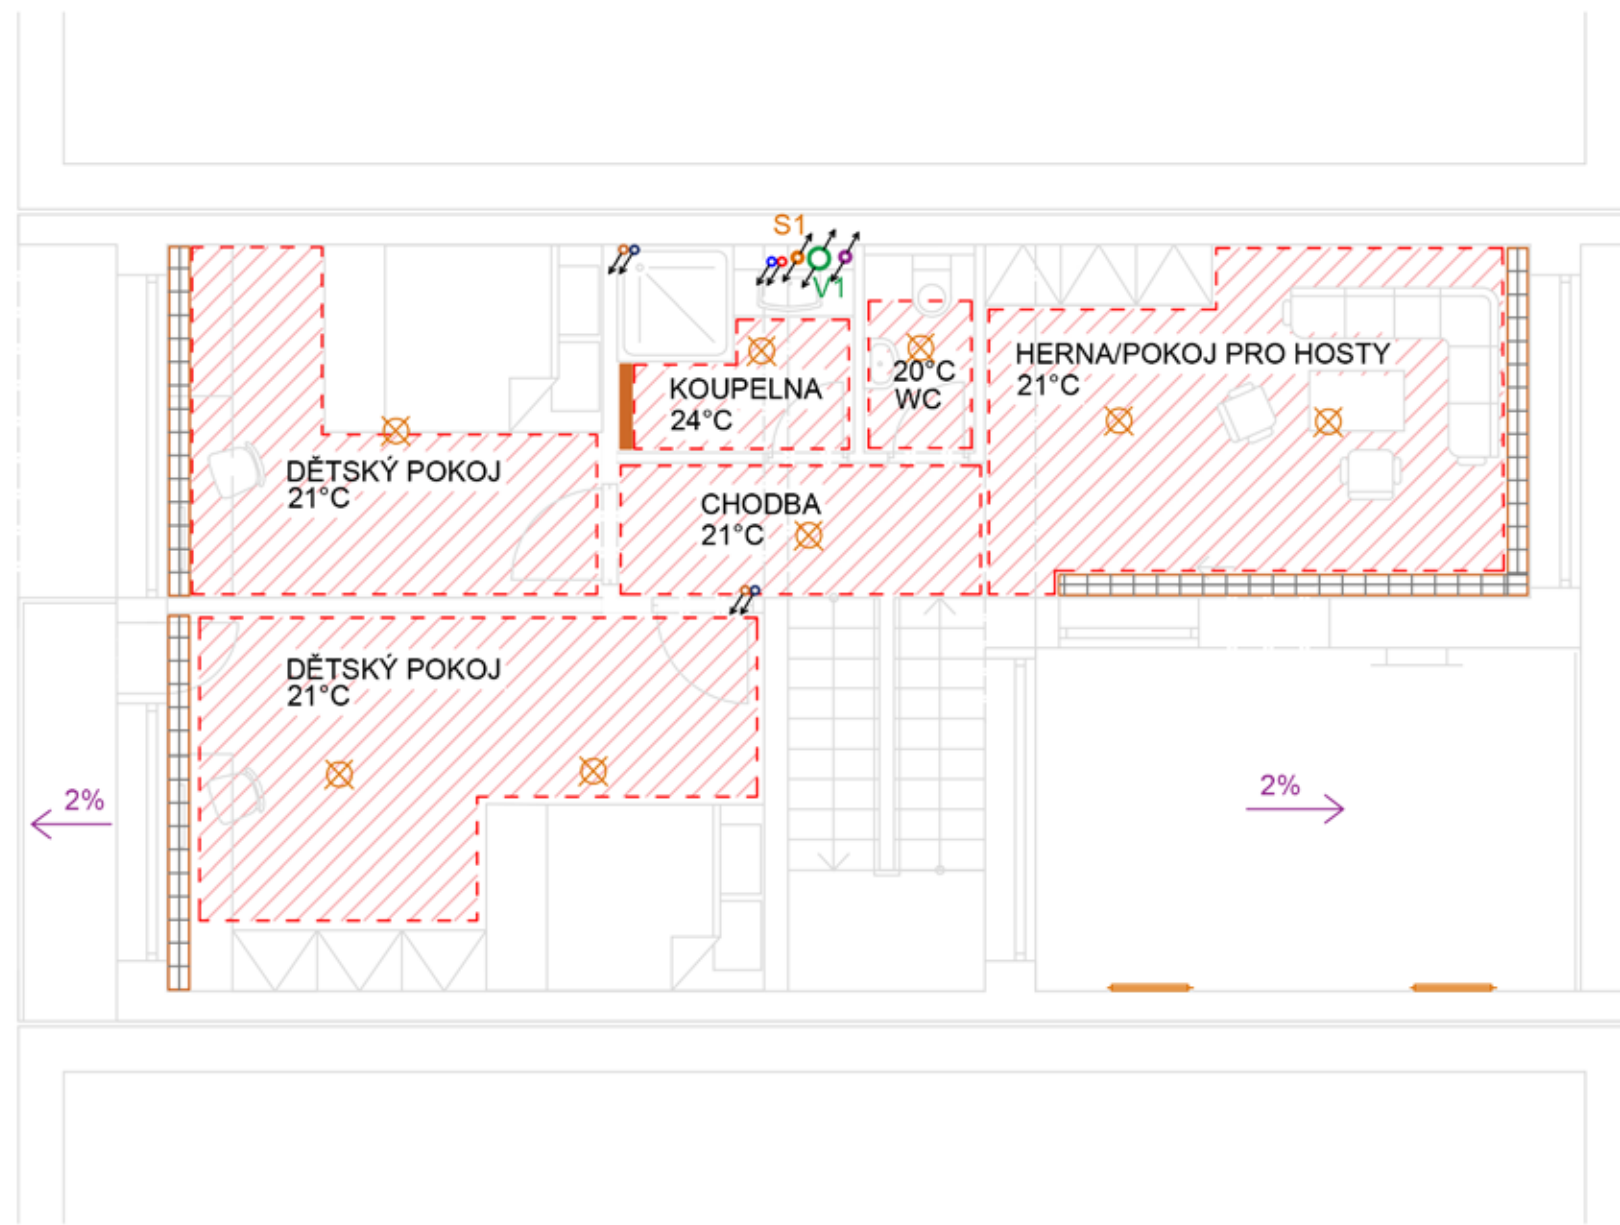 S1
V1
HERNA/POKOJ PRO HOSTY
21°C
20°C
WC
KOUPELNA
24°C
DĚTSKÝ POKOJ
21°C
CHODBA
21°C
DĚTSKÝ POKOJ
21°C
2%
2%